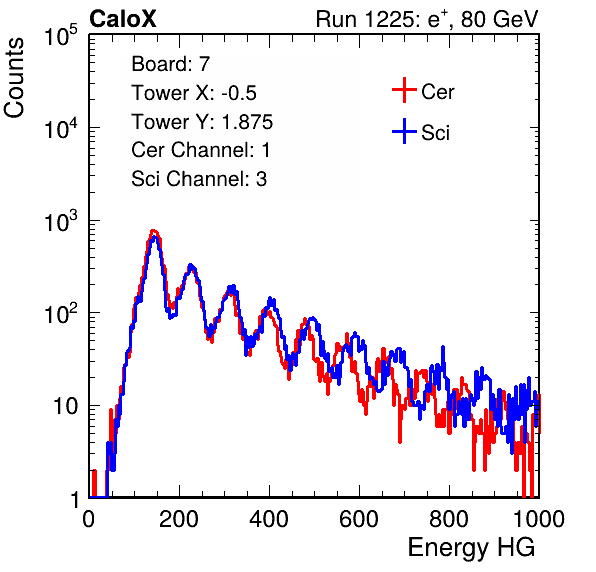 CaloX Run 1225: e⁺, 80 GeV
Counts
Board: 7
Tower X: -0.5
Tower Y: 1.875
Cer Channel: 1
Sci Channel: 3
Cer
Sci
10⁵
10⁴
10³
10²
10
1
0 200 400 600 800 1000
Energy HG